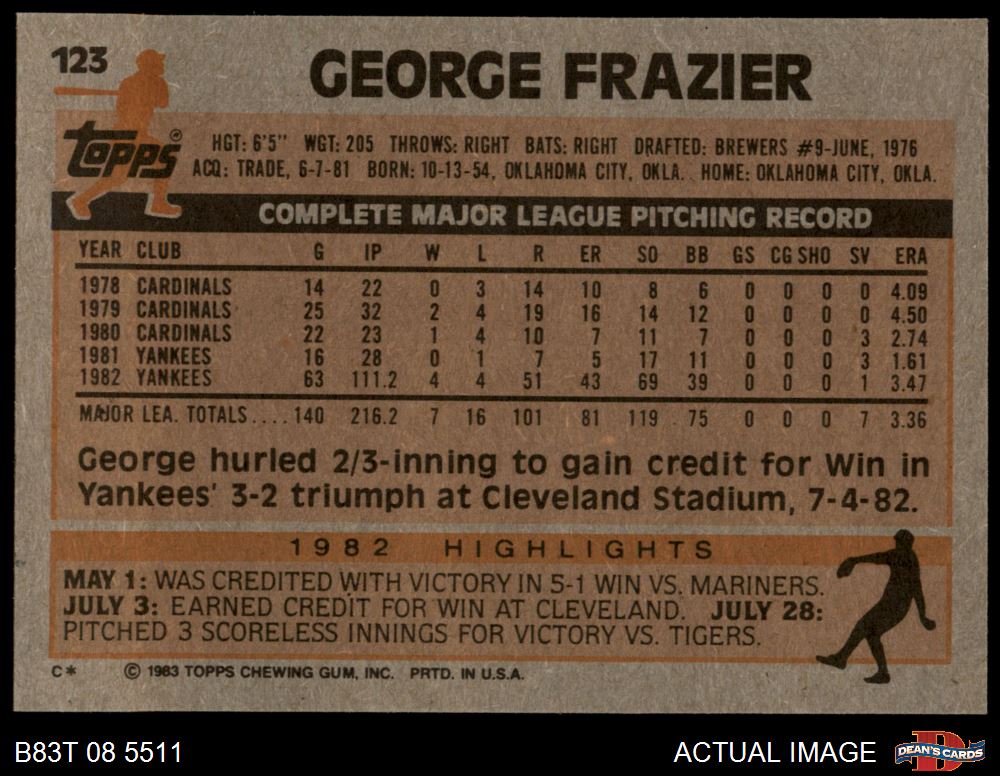 123
GEORGE FRAZIER
topps®
HGT: 6'5" WGT: 205 THROWS: RIGHT BATS: RIGHT DRAFTED: BREWERS #9-JUNE, 1976
ACQ: TRADE, 6-7-81 BORN: 10-13-54, OKLAHOMA CITY, OKLA. HOME: OKLAHOMA CITY, OKLA.
COMPLETE MAJOR LEAGUE PITCHING RECORD
YEAR CLUB G IP W L R ER SO BB GS CG SHO SV ERA
1978 CARDINALS 14 22 0 3 14 10 8 6 0 0 0 0 4.09
1979 CARDINALS 25 32 2 4 19 16 14 12 0 0 0 0 4.50
1980 CARDINALS 22 23 1 4 10 7 11 7 0 0 0 3 2.74
1981 YANKEES 16 28 0 1 7 5 17 11 0 0 0 3 1.61
1982 YANKEES 63 111.2 4 4 51 43 69 39 0 0 0 1 3.47
MAJOR LEA. TOTALS.... 140 216.2 7 16 101 81 119 75 0 0 0 7 3.36
George hurled 2/3-inning to gain credit for Win in
Yankees' 3-2 triumph at Cleveland Stadium, 7-4-82.
1982 HIGHLIGHTS
MAY 1: WAS CREDITED WITH VICTORY IN 5-1 WIN VS. MARINERS.
JULY 3: EARNED CREDIT FOR WIN AT CLEVELAND. JULY 28:
PITCHED 3 SCORELESS INNINGS FOR VICTORY VS. TIGERS.
C* © 1983 TOPPS CHEWING GUM, INC. PRTD. IN U.S.A.
B83T 08 5511
ACTUAL IMAGE
D
DEAN'S CARDS